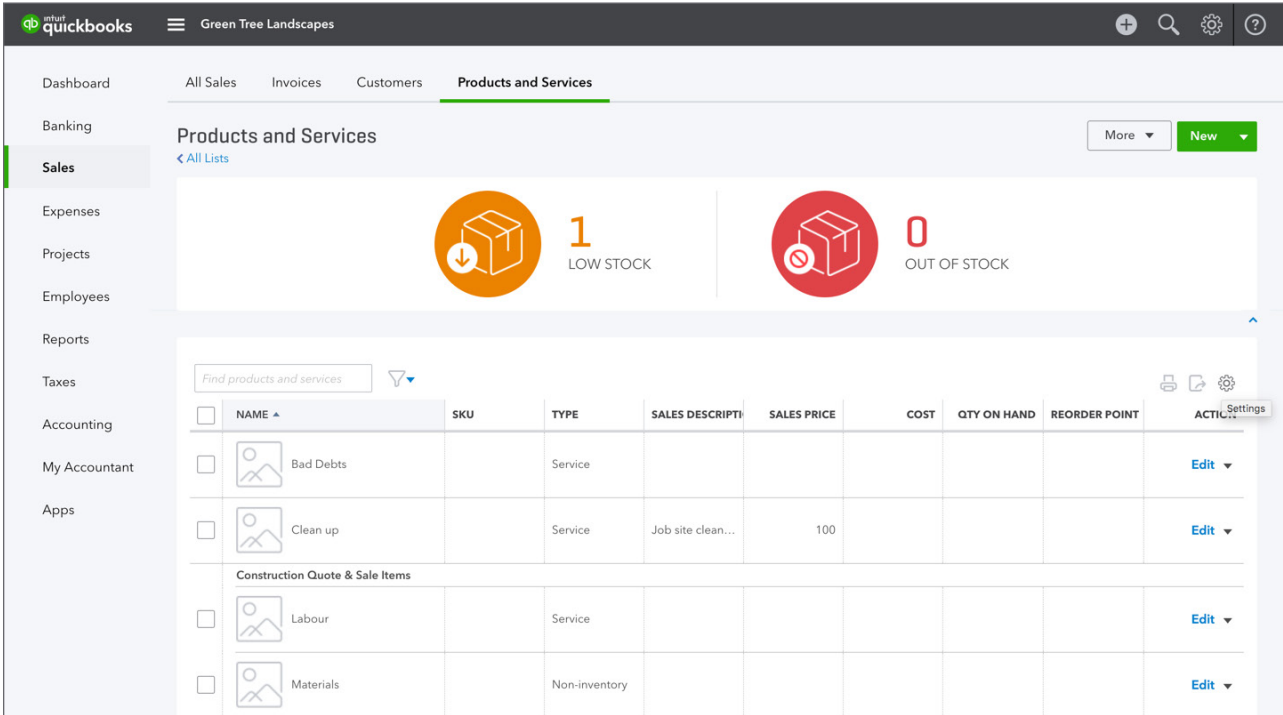 intuit
quickbooks
Green Tree Landscapes
Dashboard
Banking
Sales
Expenses
Projects
Employees
Reports
Taxes
Accounting
My Accountant
Apps
All Sales Invoices Customers Products and Services
Products and Services
All Lists
More
New
1
LOW STOCK
0
OUT OF STOCK
Find products and services
Settings
NAME SKU TYPE SALES DESCRIPTI SALES PRICE COST QTY ON HAND REORDER POINT ACTION
Bad Debts Service Edit
Clean up Service Job site clean... 100 Edit
Construction Quote & Sale Items
Labour Service Edit
Materials Non-inventory Edit